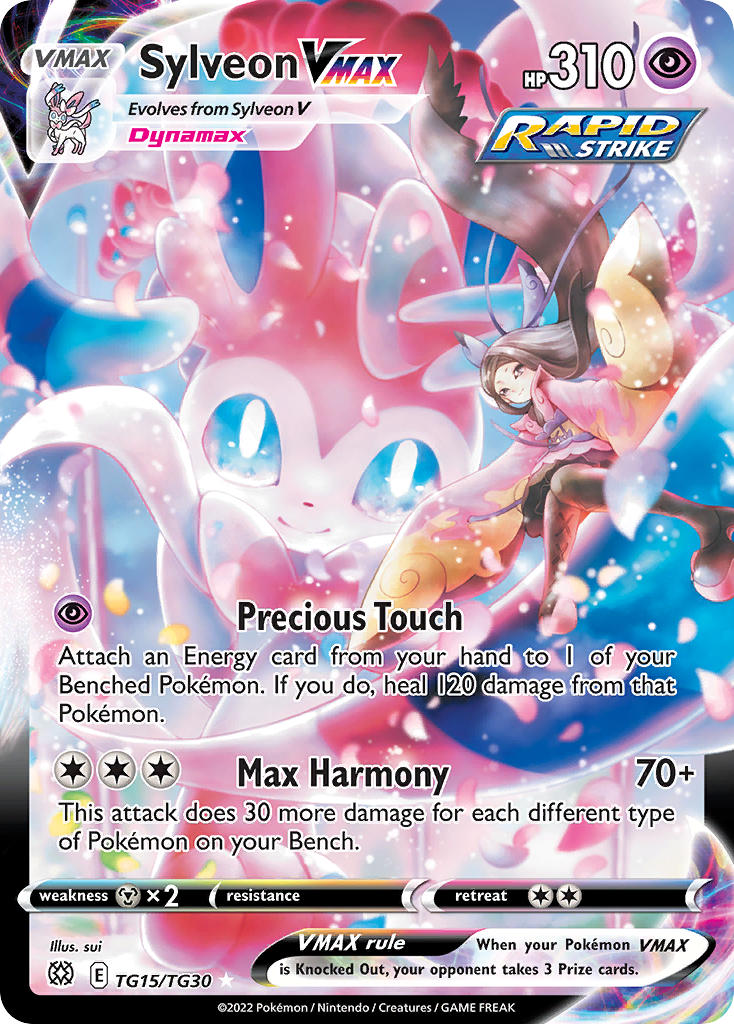 VMAX
Sylveon VMAX
HP 310
Evolves from Sylveon V
Dynamax
RAPID
STRIKE
Precious Touch
Attach an Energy card from your hand to 1 of your
Benched Pokémon. If you do, heal 120 damage from that
Pokémon.
Max Harmony 70+
This attack does 30 more damage for each different type
of Pokémon on your Bench.
weakness ×2 resistance retreat
Illus. sui
VMAX rule
When your Pokémon VMAX
is Knocked Out, your opponent takes 3 Prize cards.
E TG15/TG30
©2022 Pokémon / Nintendo / Creatures / GAME FREAK